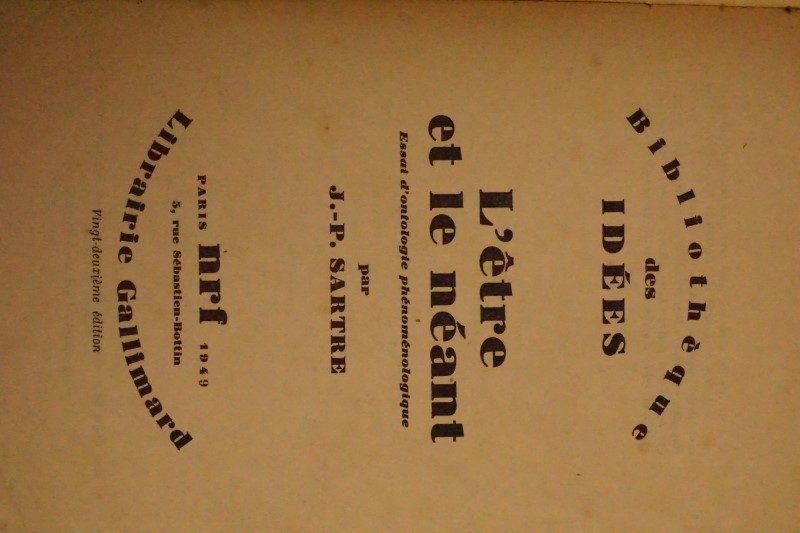 Bibliothèque
des
IDÉES
L'être
et le néant
Essai d'ontologie phénoménologique
par
J.-P. SARTRE
PARIS nrf 1949
5, rue Sébastien-Bottin
Librairie Gallimard
Vingt-deuxième édition